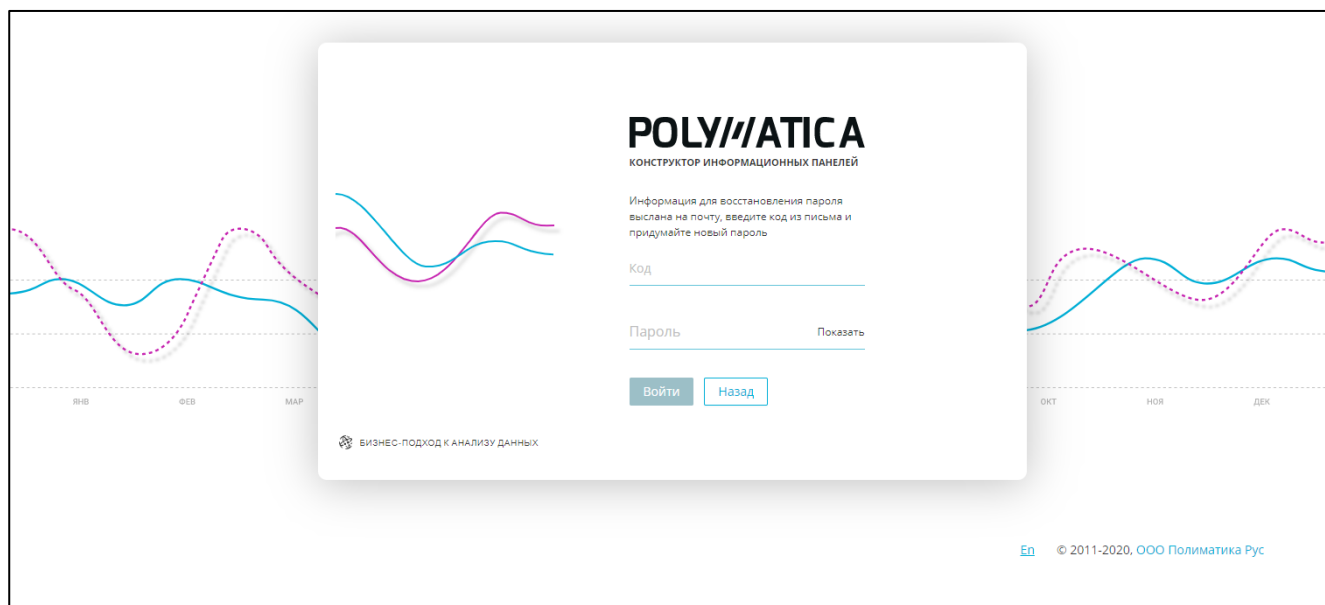 POLYMATICA
КОНСТРУКТОР ИНФОРМАЦИОННЫХ ПАНЕЛЕЙ
Информация для восстановления пароля
выслана на почту, введите код из письма и
придумайте новый пароль
Код
Пароль Показать
Войти Назад
ЯНВ ФЕВ МАР ОКТ НОЯ ДЕК
БИЗНЕС-ПОДХОД К АНАЛИЗУ ДАННЫХ
En © 2011-2020, ООО Полиматика Рус